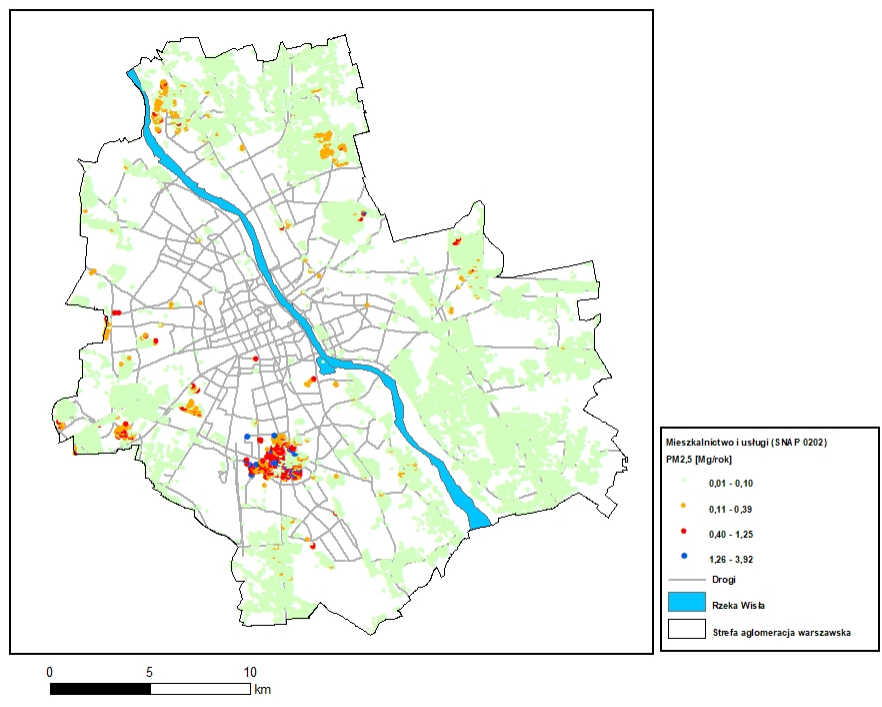 Mieszkalnictwo i usługi (SNAP 0202)
PM2,5 [Mg/rok]
0,01 - 0,10
0,11 - 0,39
0,40 - 1,25
1,26 - 3,92
Drogi
Rzeka Wisła
Strefa aglomeracja warszawska
0 5 10
km